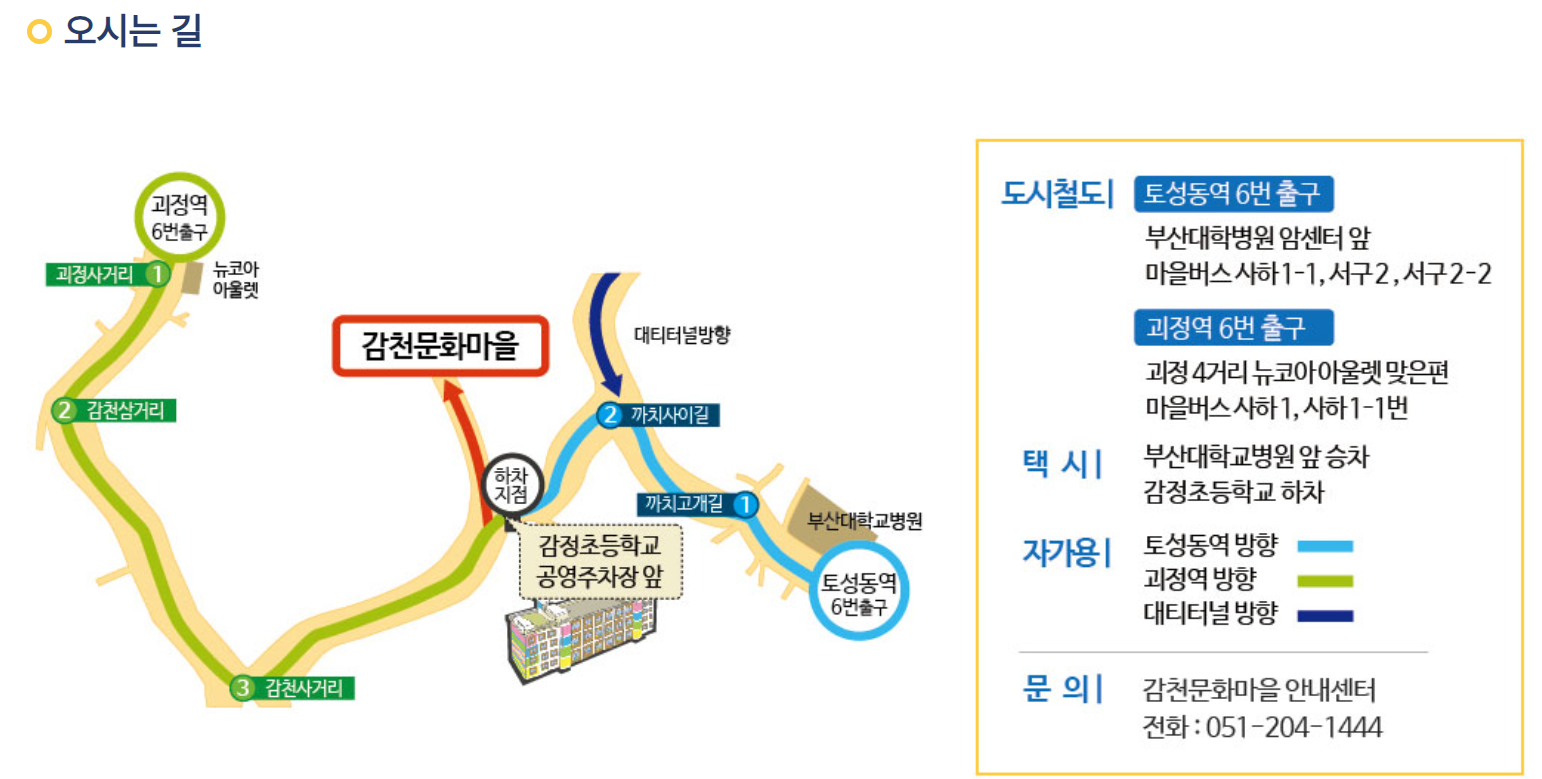 오시는 길
괴정역
6번출구
괴정사거리 1
뉴코아
아울렛
2 감천삼거리
3 감천사거리
감천문화마을
대티터널방향
2 까치사이길
까치고개길 1
하차
지점
감정초등학교
공영주차장 앞
부산대학교병원
토성동역
6번출구
도시철도| 토성동역 6번 출구
부산대학병원 암센터 앞
마을버스 사하 1-1, 서구 2, 서구 2-2
괴정역 6번 출구
괴정 4거리 뉴코아 아울렛 맞은편
마을버스 사하 1, 사하 1-1번
택 시| 부산대학교병원 앞 승차
감정초등학교 하차
자가용| 토성동역 방향
괴정역 방향
대티터널 방향
문 의| 감천문화마을 안내센터
전화 : 051-204-1444